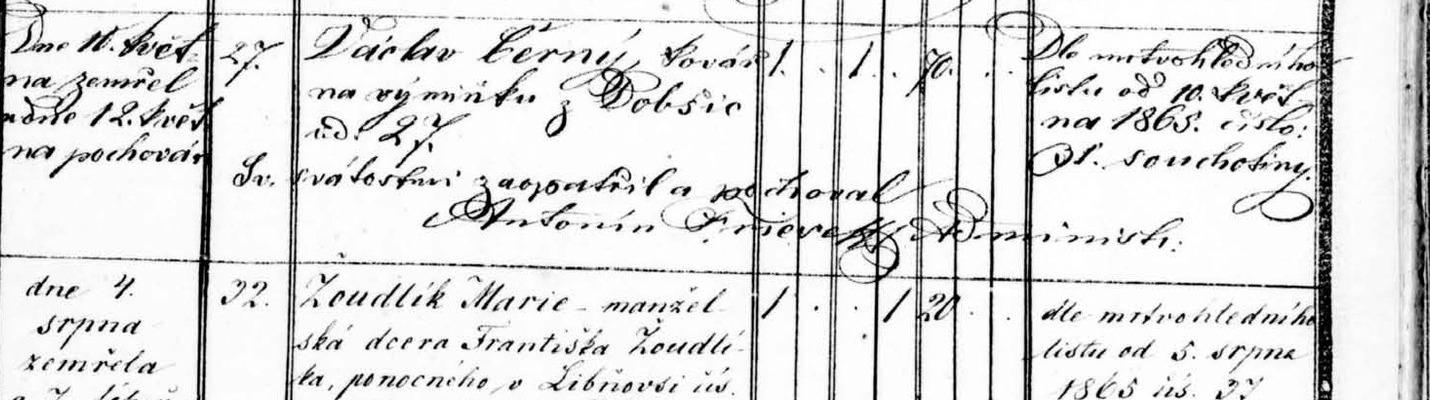 Dne 10. květ-
na zemřel
a dne 12. květ
na pochován
27.
Václav Černý, kovář
na výminku z Dobšic
čd. 27.
Sv. svátostmi zaopatřil a pochoval
Antonín Administr.
1. . 1. . 70. . .
Dle mrtvohledního
listu od 10. květ-
na 1865. číslo:
31. souchotiny.
dne 4.
srpna
zemřela
32.
Žoudlík Marie - manžel-
ská dcera Františka Žoudlí-
ka, ponocného v Libňovsi čís.
1 . . 1 20 . .
dle mrtvohledního
listu od 5. srpna
1865 čís. 37